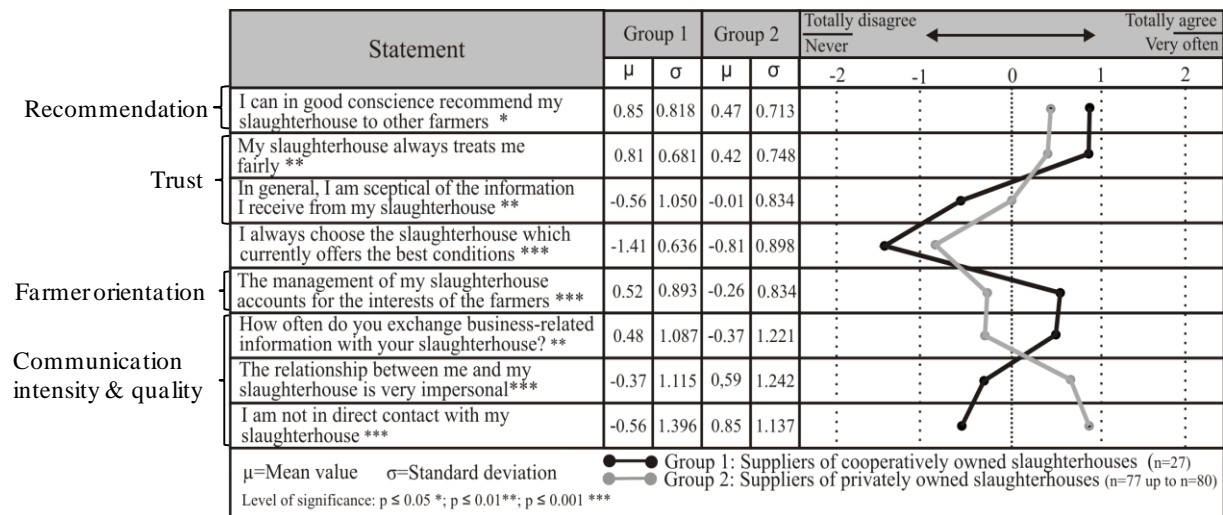 Statement
Group 1
Group 2
μ
σ
μ
σ
Totally disagree
Never
Totally agree
Very often
-2
-1
0
1
2
Recommendation
I can in good conscience recommend my
slaughterhouse to other farmers *
0.85
0.818
0.47
0.713
Trust
My slaughterhouse always treats me
fairly **
0.81
0.681
0.42
0.748
In general, I am sceptical of the information
I receive from my slaughterhouse **
-0.56
1.050
-0.01
0.834
I always choose the slaughterhouse which
currently offers the best conditions ***
-1.41
0.636
-0.81
0.898
Farmer orientation
The management of my slaughterhouse
accounts for the interests of the farmers ***
0.52
0.893
-0.26
0.834
Communication
intensity & quality
How often do you exchange business-related
information with your slaughterhouse? **
0.48
1.087
-0.37
1.221
The relationship between me and my
slaughterhouse is very impersonal***
-0.37
1.115
0,59
1.242
I am not in direct contact with my
slaughterhouse ***
-0.56
1.396
0.85
1.137
μ=Mean value σ=Standard deviation
Level of significance: p ≤ 0.05 *; p ≤ 0.01**; p ≤ 0.001 ***
Group 1: Suppliers of cooperatively owned slaughterhouses (n=27)
Group 2: Suppliers of privately owned slaughterhouses (n=77 up to n=80)